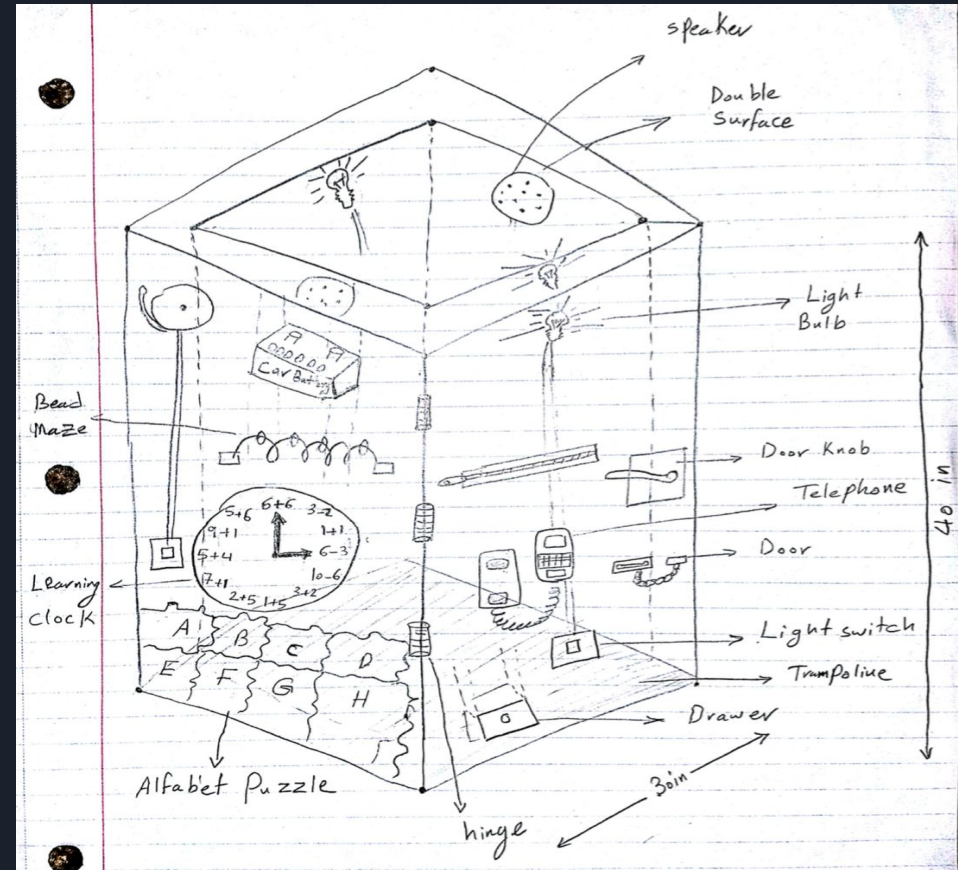 speaker
Double
Surface
Light
Bulb
Car Battery
Bead
Maze
Door Knob
Telephone
40 in
6+6
5+6
3-2
9+1
1+1
5+4
6-3
7+1
10-6
2+5
1+5
3+2
Door
Learning
clock
Light switch
A
B
C
D
E
F
G
H
Trampoline
Drawer
Alfabet Puzzle
30in
hinge